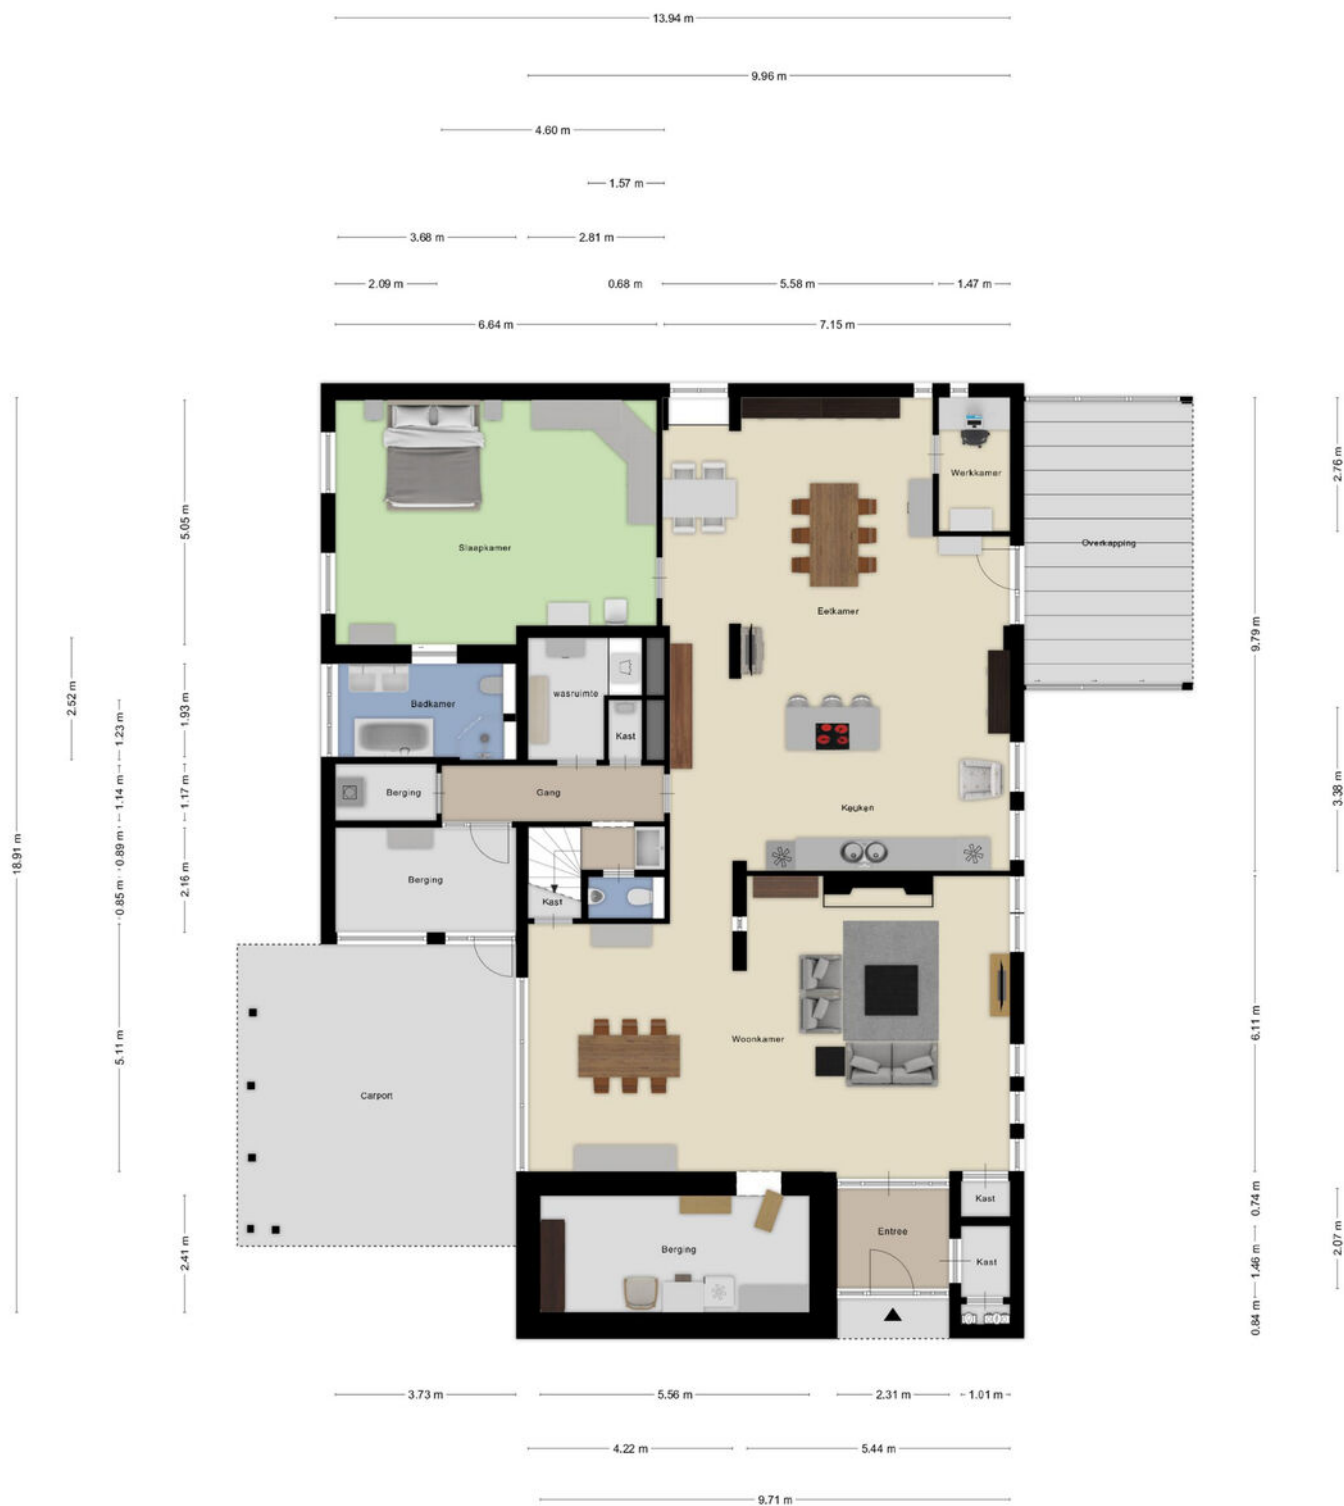 13.94 m
9.96 m
4.60 m
1.57 m
3.68 m
2.81 m
2.09 m
0.68 m
5.58 m
1.47 m
6.64 m
7.15 m
18.91 m
2.52 m
1.23 m
1.14 m
0.89 m
0.85 m
5.11 m
5.05 m
1.93 m
1.17 m
2.16 m
2.41 m
Slaapkamer
Werkkamer
Overkapping
Eetkamer
wasruimte
Badkamer
Kast
Berging
Gang
Keuken
Berging
Kast
Woonkamer
Carport
Kast
Entree
Berging
Kast
9.79 m
6.11 m
0.74 m
1.46 m
0.84 m
2.76 m
3.38 m
2.07 m
3.73 m
5.56 m
2.31 m
1.01 m
4.22 m
5.44 m
9.71 m